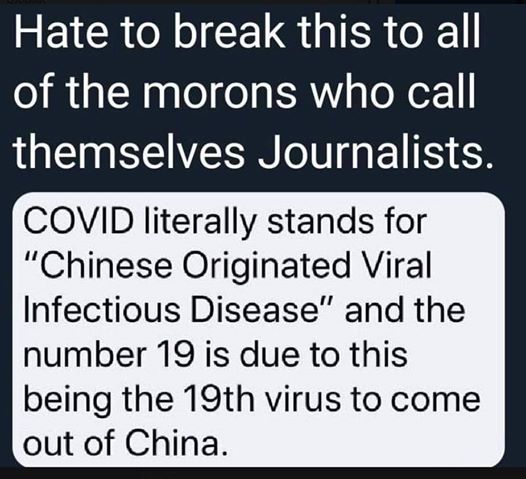 Hate to break this to all
of the morons who call
themselves Journalists.
COVID literally stands for
"Chinese Originated Viral
Infectious Disease" and the
number 19 is due to this
being the 19th virus to come
out of China.